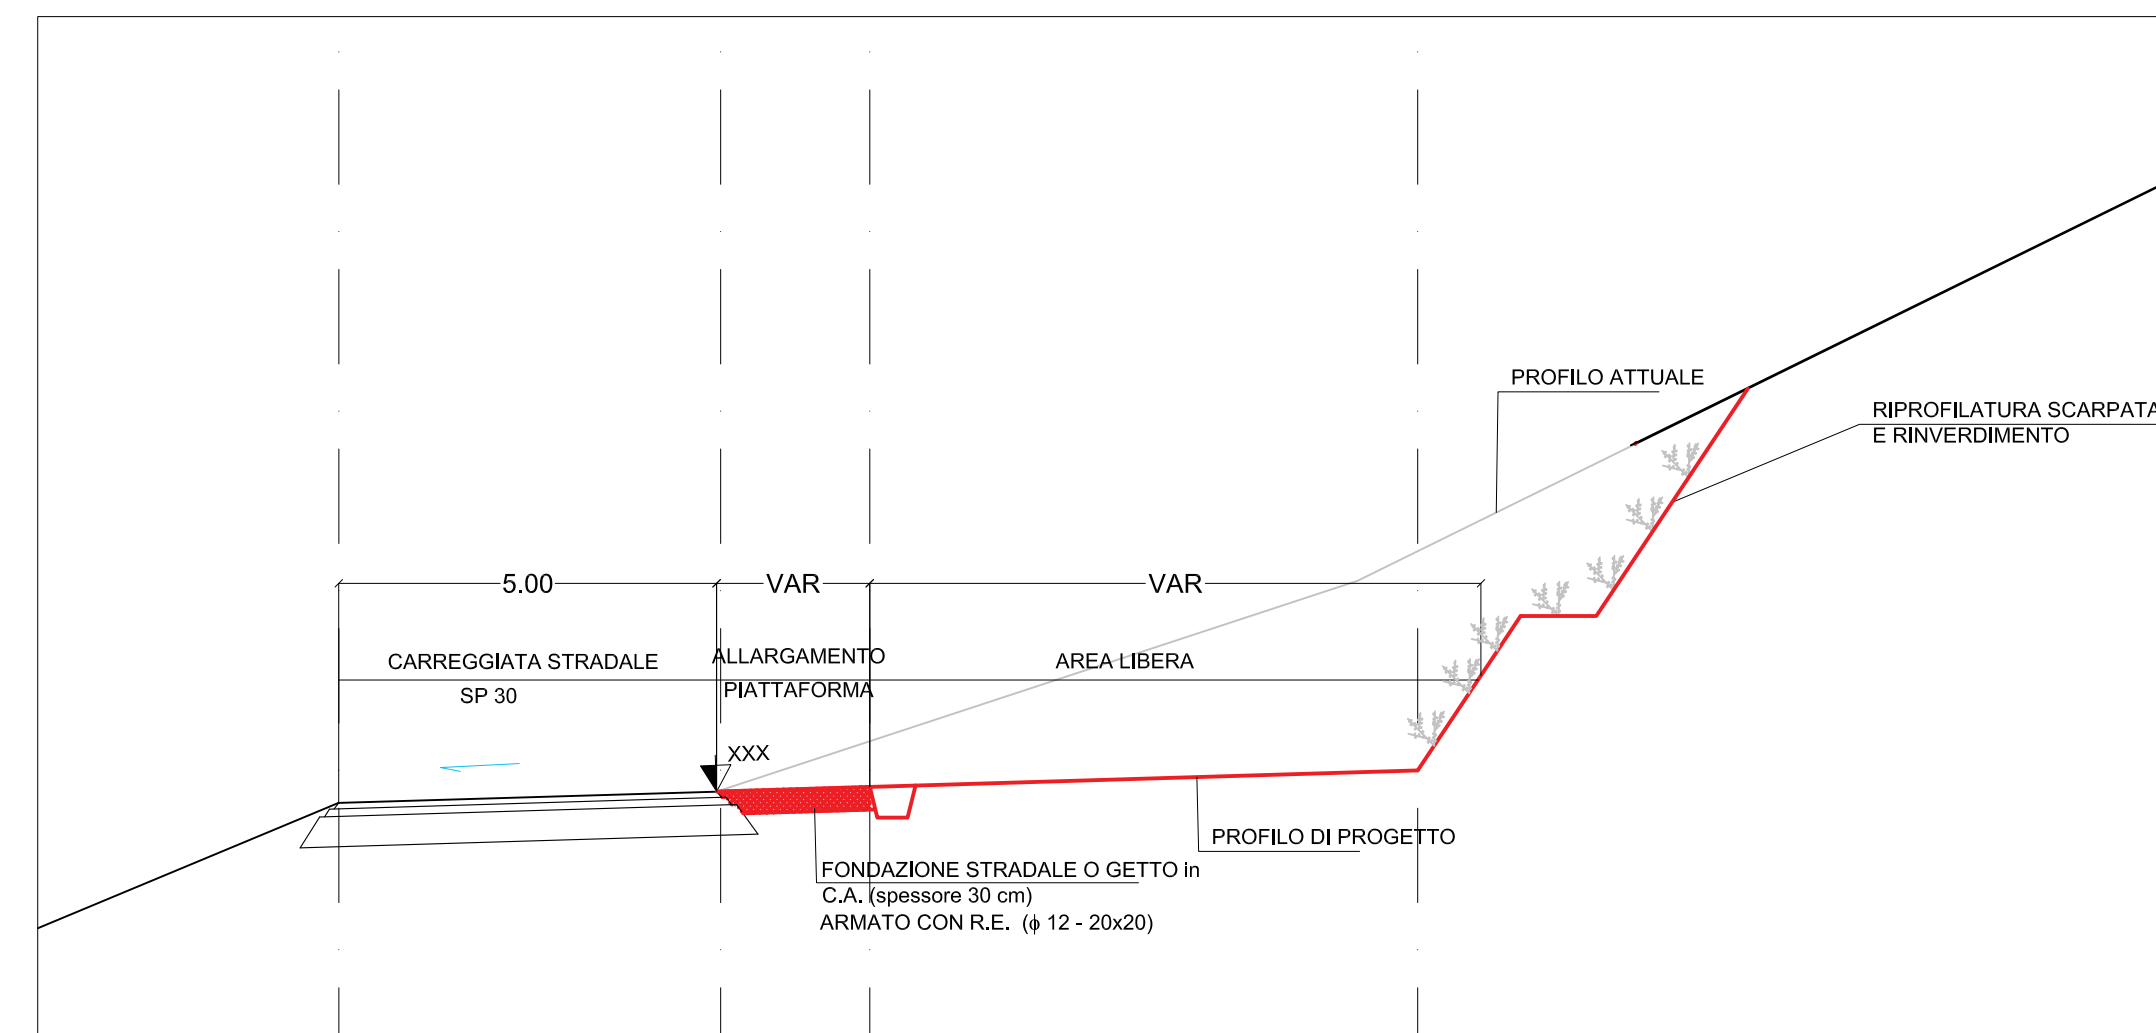 PROFILO ATTUALE
RIPROFILATURA SCARPATA
E RINVERDIMENTO
5.00
VAR
VAR
CARREGGIATA STRADALE
SP 30
ALLARGAMENTO
PIATTAFORMA
AREA LIBERA
XXX
PROFILO DI PROGETTO
FONDAZIONE STRADALE O GETTO in
C.A. (spessore 30 cm)
ARMATO CON R.E. (ϕ 12 - 20x20)